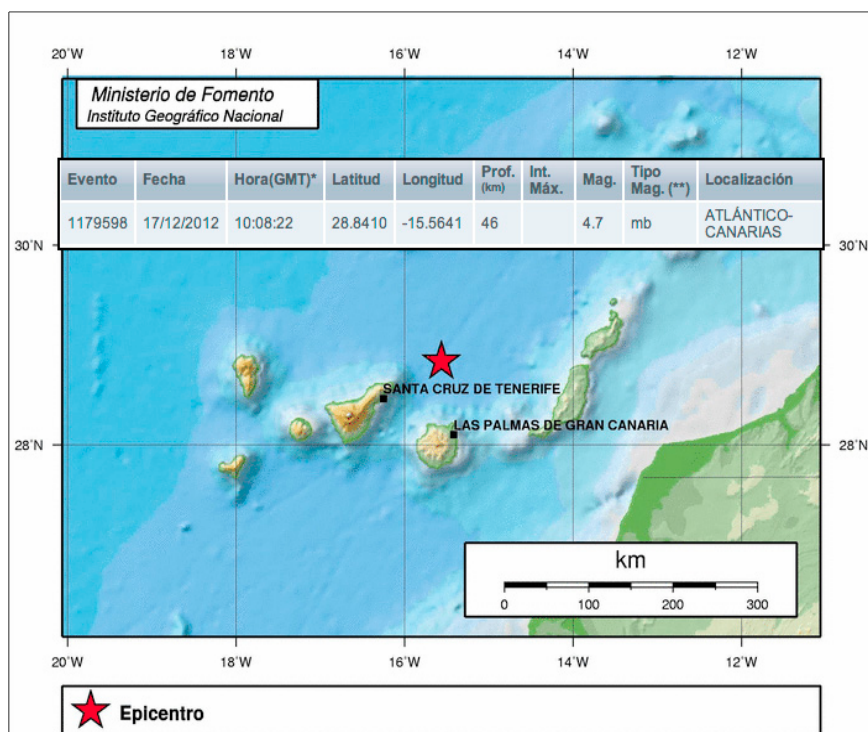 20°W 18°W 16°W 14°W 12°W
Ministerio de Fomento
Instituto Geográfico Nacional
Evento Fecha Hora(GMT)* Latitud Longitud Prof. (km) Int. Máx. Mag. Tipo Mag. (**) Localización
1179598 17/12/2012 10:08:22 28.8410 -15.5641 46 4.7 mb ATLÁNTICO-CANARIAS
30°N 30°N
SANTA CRUZ DE TENERIFE
LAS PALMAS DE GRAN CANARIA
28°N 28°N
km
0 100 200 300
20°W 18°W 16°W 14°W 12°W
Epicentro